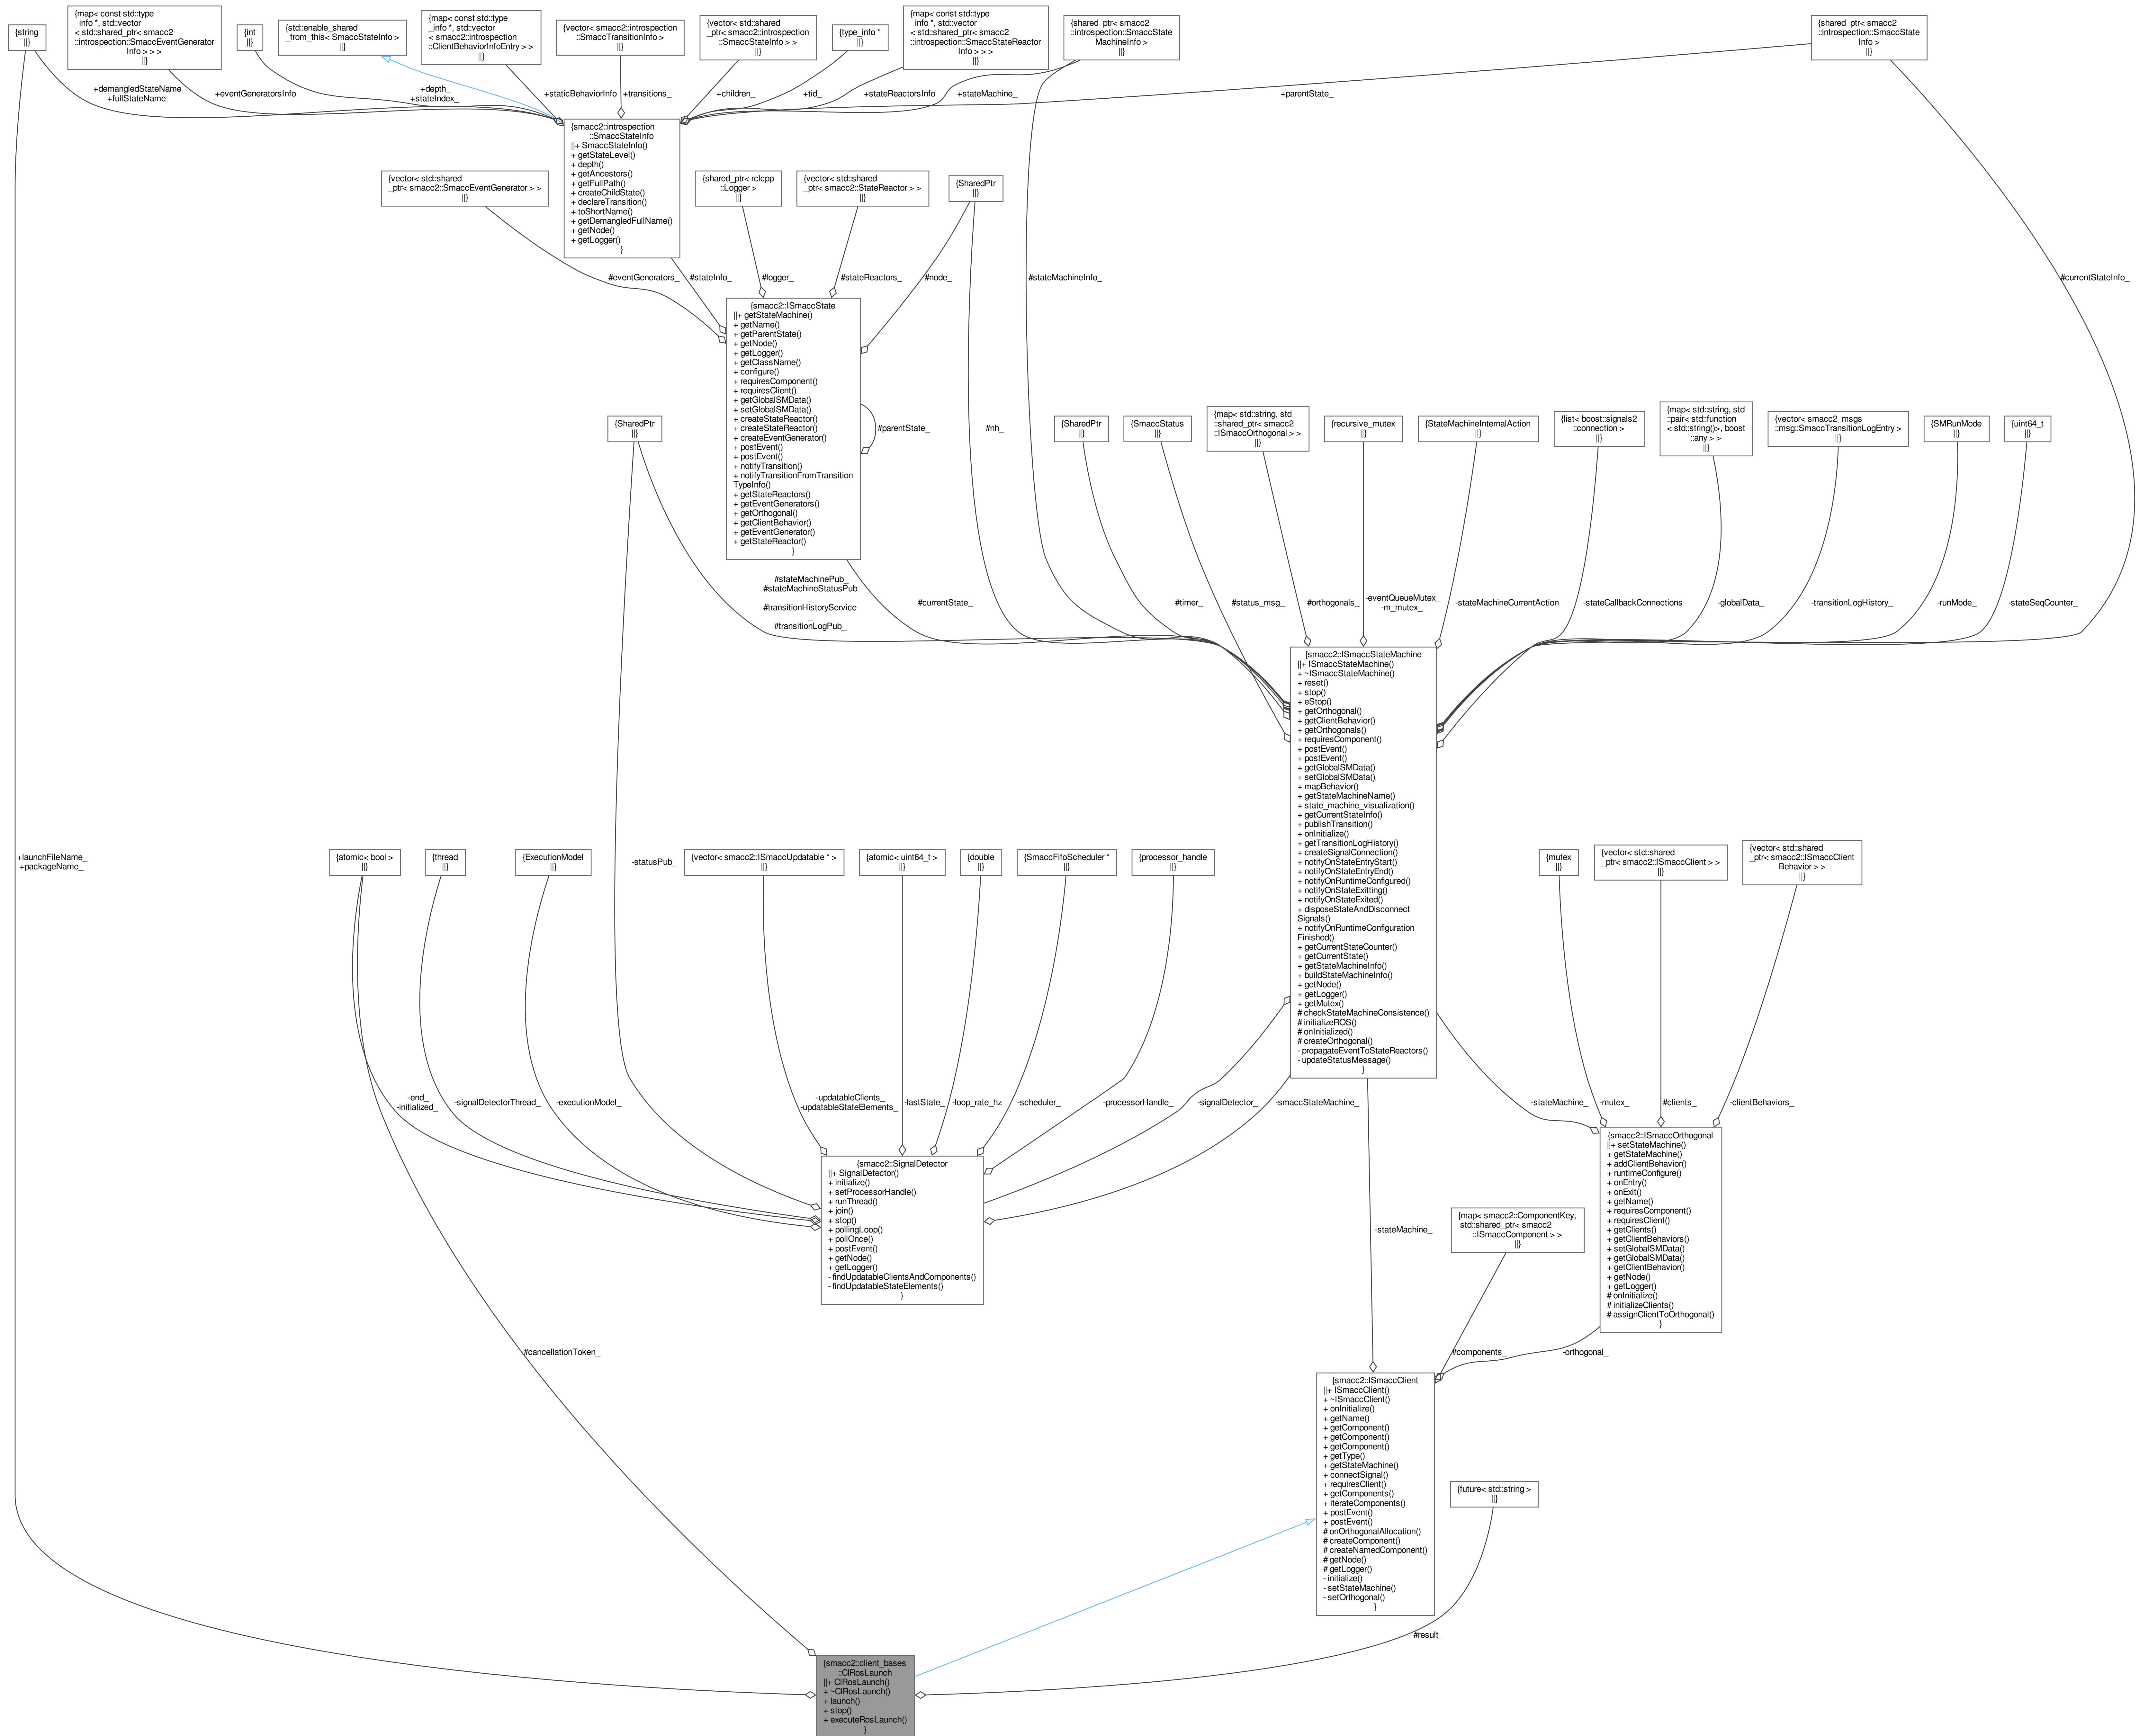 {string
||}
{map< const std::type
_info *, std::vector
< std::shared_ptr< smacc2
::introspection::SmaccEventGenerator
Info > > >
||}
{int
||}
{std::enable_shared
_from_this< SmaccStateInfo >
||}
{map< const std::type
_info *, std::vector
< smacc2::introspection
::ClientBehaviorInfoEntry > >
||}
{vector< smacc2::introspection
::SmaccTransitionInfo >
||}
{vector< std::shared
_ptr< smacc2::introspection
::SmaccStateInfo > >
||}
{type_info *
||}
{map< const std::type
_info *, std::vector
< std::shared_ptr< smacc2
::introspection::SmaccStateReactor
Info > > >
||}
{shared_ptr< smacc2
::introspection::SmaccState
MachineInfo >
||}
{shared_ptr< smacc2
::introspection::SmaccState
Info >
||}
+demangledStateName
+fullStateName
+eventGeneratorsInfo
+depth_
+stateIndex_
+staticBehaviorInfo
+transitions_
+children_
+tid_
+stateReactorsInfo
+stateMachine_
+parentState_
{smacc2::introspection
::SmaccStateInfo
||+ SmaccStateInfo()
+ getStateLevel()
+ depth()
+ getAncestors()
+ getFullPath()
+ createChildState()
+ declareTransition()
+ toShortName()
+ getDemangledFullName()
+ getNode()
+ getLogger()
}
{vector< std::shared
_ptr< smacc2::SmaccEventGenerator > >
||}
{shared_ptr< rclcpp
::Logger >
||}
{vector< std::shared
_ptr< smacc2::StateReactor > >
||}
{SharedPtr
||}
#eventGenerators_
#stateInfo_
#logger_
#stateReactors_
#node_
#stateMachineInfo_
#currentStateInfo_
{smacc2::ISmaccState
||+ getStateMachine()
+ getName()
+ getParentState()
+ getNode()
+ getLogger()
+ getClassName()
+ configure()
+ requiresComponent()
+ requiresClient()
+ getGlobalSMData()
+ setGlobalSMData()
+ createStateReactor()
+ createStateReactor()
+ createEventGenerator()
+ postEvent()
+ postEvent()
+ notifyTransition()
+ notifyTransitionFromTransition
TypeInfo()
+ getStateReactors()
+ getEventGenerators()
+ getOrthogonal()
+ getClientBehavior()
+ getEventGenerator()
+ getStateReactor()
}
#parentState_
#nh_
{SharedPtr
||}
{SharedPtr
||}
{SmaccStatus
||}
{map< std::string, std
::shared_ptr< smacc2
::ISmaccOrthogonal > >
||}
{recursive_mutex
||}
{StateMachineInternalAction
||}
{list< boost::signals2
::connection >
||}
{map< std::string, std
::pair< std::function
< std::string()>, boost
::any > >
||}
{vector< smacc2_msgs
::msg::SmaccTransitionLogEntry >
||}
{SMRunMode
||}
{uint64_t
||}
#stateMachinePub_
#stateMachineStatusPub
_
#transitionHistoryService
_
#transitionLogPub_
#currentState_
#timer_
#status_msg_
#orthogonals_
-eventQueueMutex_
-m_mutex_
-stateMachineCurrentAction
-stateCallbackConnections
-globalData_
-transitionLogHistory_
-runMode_
-stateSeqCounter_
{smacc2::ISmaccStateMachine
||+ ISmaccStateMachine()
+ ~ISmaccStateMachine()
+ reset()
+ stop()
+ eStop()
+ getOrthogonal()
+ getClientBehavior()
+ getOrthogonals()
+ requiresComponent()
+ postEvent()
+ postEvent()
+ getGlobalSMData()
+ setGlobalSMData()
+ mapBehavior()
+ getStateMachineName()
+ state_machine_visualization()
+ getCurrentStateInfo()
+ publishTransition()
+ onInitialize()
+ getTransitionLogHistory()
+ createSignalConnection()
+ notifyOnStateEntryStart()
+ notifyOnStateEntryEnd()
+ notifyOnRuntimeConfigured()
+ notifyOnStateExitting()
+ notifyOnStateExited()
+ disposeStateAndDisconnect
Signals()
+ notifyOnRuntimeConfiguration
Finished()
+ getCurrentStateCounter()
+ getCurrentState()
+ getStateMachineInfo()
+ buildStateMachineInfo()
+ getNode()
+ getLogger()
+ getMutex()
# checkStateMachineConsistence()
# initializeROS()
# onInitialized()
# createOrthogonal()
- propagateEventToStateReactors()
- updateStatusMessage()
}
+launchFileName_
+packageName_
-statusPub_
{atomic< bool >
||}
{thread
||}
{ExecutionModel
||}
{vector< smacc2::ISmaccUpdatable * >
||}
{atomic< uint64_t >
||}
{double
||}
{SmaccFifoScheduler *
||}
{processor_handle
||}
{mutex
||}
{vector< std::shared
_ptr< smacc2::ISmaccClient > >
||}
{vector< std::shared
_ptr< smacc2::ISmaccClient
Behavior > >
||}
-end_
-initialized_
-signalDetectorThread_
-executionModel_
-updatableClients_
-updatableStateElements_
-lastState_
-loop_rate_hz
-scheduler_
-processorHandle_
-signalDetector_
-smaccStateMachine_
-stateMachine_
-mutex_
#clients_
-clientBehaviors_
{smacc2::SignalDetector
||+ SignalDetector()
+ initialize()
+ setProcessorHandle()
+ runThread()
+ join()
+ stop()
+ pollingLoop()
+ pollOnce()
+ postEvent()
+ getNode()
+ getLogger()
- findUpdatableClientsAndComponents()
- findUpdatableStateElements()
}
{smacc2::ISmaccOrthogonal
||+ setStateMachine()
+ getStateMachine()
+ addClientBehavior()
+ runtimeConfigure()
+ onEntry()
+ onExit()
+ getName()
+ requiresComponent()
+ requiresClient()
+ getClients()
+ getClientBehaviors()
+ setGlobalSMData()
+ getGlobalSMData()
+ getClientBehavior()
+ getNode()
+ getLogger()
# onInitialize()
# initializeClients()
# assignClientToOrthogonal()
}
-stateMachine_
{map< smacc2::ComponentKey,
std::shared_ptr< smacc2
::ISmaccComponent > >
||}
#cancellationToken_
#components_
-orthogonal_
{smacc2::ISmaccClient
||+ ISmaccClient()
+ ~ISmaccClient()
+ onInitialize()
+ getName()
+ getComponent()
+ getComponent()
+ getComponent()
+ getType()
+ getStateMachine()
+ connectSignal()
+ requiresClient()
+ getComponents()
+ iterateComponents()
+ postEvent()
+ postEvent()
# onOrthogonalAllocation()
# createComponent()
# createNamedComponent()
# getNode()
# getLogger()
- initialize()
- setStateMachine()
- setOrthogonal()
}
{future< std::string >
||}
#result_
{smacc2::client_bases
::ClRosLaunch
||+ ClRosLaunch()
+ ~ClRosLaunch()
+ launch()
+ stop()
+ executeRosLaunch()
}